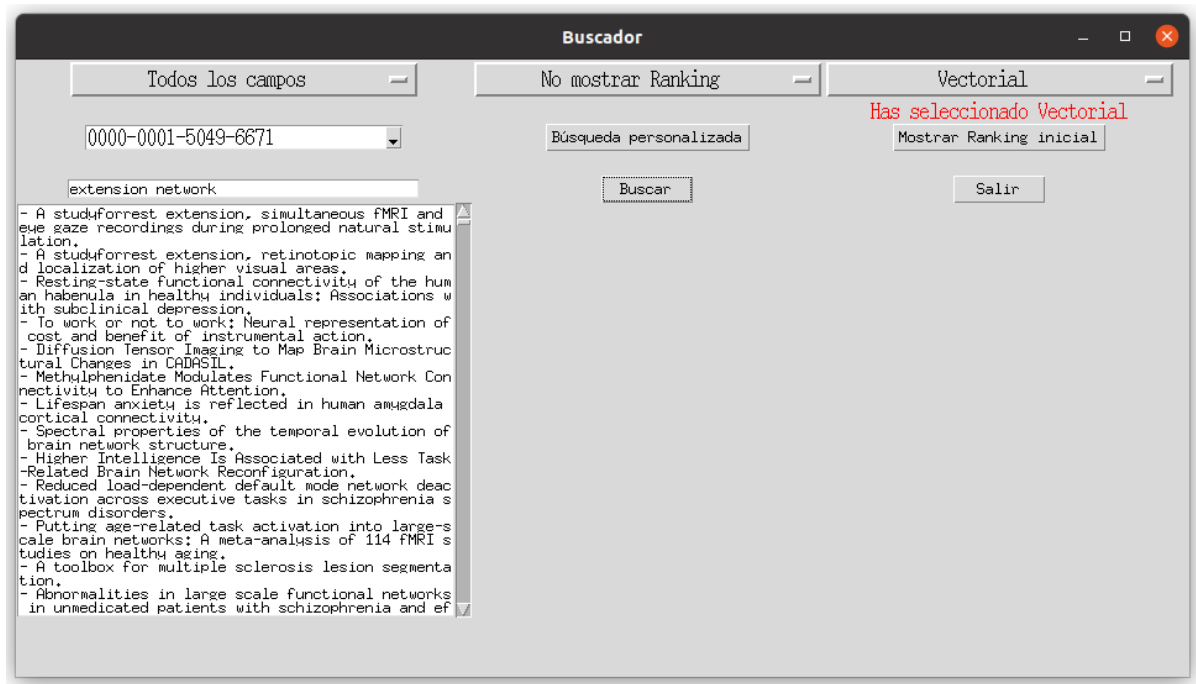 Buscador
Todos los campos
No mostrar Ranking
Vectorial
Has seleccionado Vectorial
0000-0001-5049-6671
Búsqueda personalizada
Mostrar Ranking inicial
extension network
Buscar
Salir
- A studyforrest extension, simultaneous fMRI and
eye gaze recordings during prolonged natural stimu
lation.
- A studyforrest extension, retinotopic mapping an
d localization of higher visual areas.
- Resting-state functional connectivity of the hum
an habenula in healthy individuals: Associations w
ith subclinical depression.
- To work or not to work: Neural representation of
cost and benefit of instrumental action.
- Diffusion Tensor Imaging to Map Brain Microstruc
tural Changes in CADASIL.
- Methylphenidate Modulates Functional Network Con
nectivity to Enhance Attention.
- Lifespan anxiety is reflected in human amygdala
cortical connectivity.
- Spectral properties of the temporal evolution of
brain network structure.
- Higher Intelligence Is Associated with Less Task
-Related Brain Network Reconfiguration.
- Reduced load-dependent default mode network deac
tivation across executive tasks in schizophrenia s
pectrum disorders.
- Putting age-related task activation into large-s
cale brain networks: A meta-analysis of 114 fMRI s
tudies on healthy aging.
- A toolbox for multiple sclerosis lesion segmenta
tion.
- Abnormalities in large scale functional networks
in unmedicated patients with schizophrenia and ef